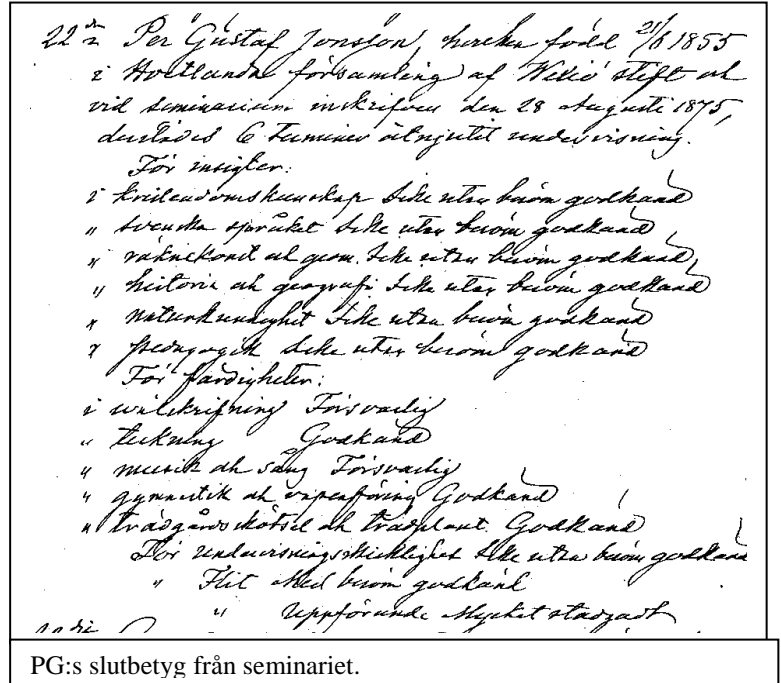 22 Per Gustaf Jonsson, hvilken född 21/6 1855
i församling af Wexiö stift och
vid seminarium inskrifven den 28 Augusti 1875,
derstädes 6 terminer åtnjutit undervisning.
För insigter:
i kristendomskunskap Icke utan beröm godkänd
" svenska språket Icke utan beröm godkänd
" räknekonst och geom. Icke utan beröm godkänd
" historia och geografi Icke utan beröm godkänd
" naturkunnighet Icke utan beröm godkänd
" pedagogik Icke utan beröm godkänd
För färdigheter:
i välskrifning Försvarlig
" teckning Godkänd
" musik och sång Försvarlig
" gymnastik och vapenföring Godkänd
" trädgårdsskötsel och trädplant. Godkänd
För undervisningsskicklighet Icke utan beröm godkänd
" Flit Med beröm godkänd
" Uppförande Mycket stadgadt
PG:s slutbetyg från seminariet.